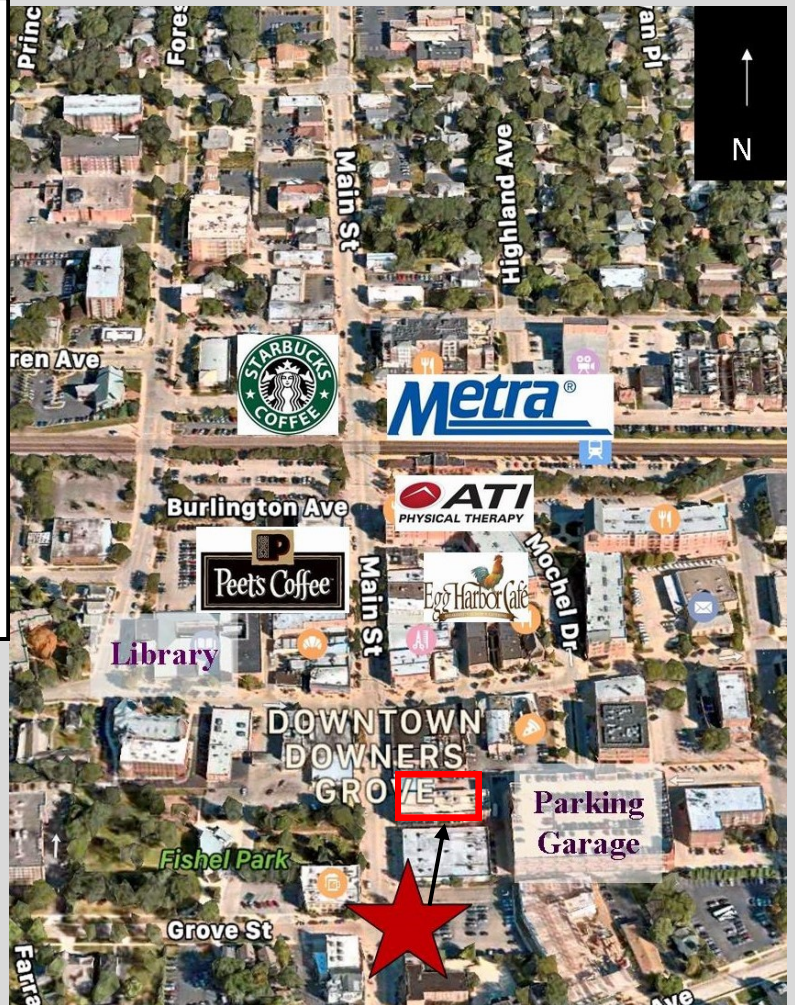 Princ
Fores
an Pl
N
Main St
Highland Ave
ren Ave
STARBUCKS
COFFEE
Metra®
Burlington Ave
ATI
PHYSICAL THERAPY
P
Peet's Coffee
Main St
Egg Harbor Café
Mochel Dr
Library
DOWNTOWN
DOWNERS
GROVE
Parking
Garage
Fishel Park
Grove St
Farra
Ave